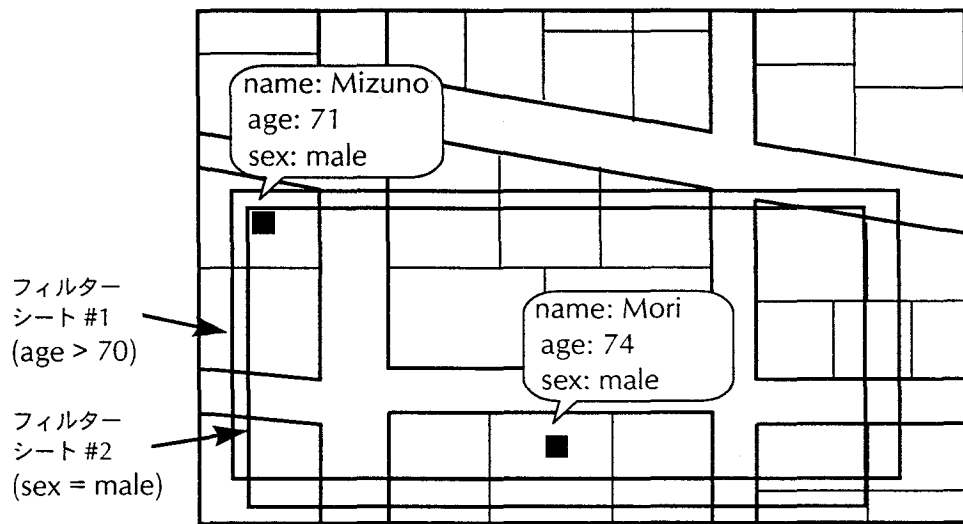 name: Mizuno
age: 71
sex: male
フィルター
シート #1
(age > 70)
name: Mori
age: 74
sex: male
フィルター
シート #2
(sex = male)